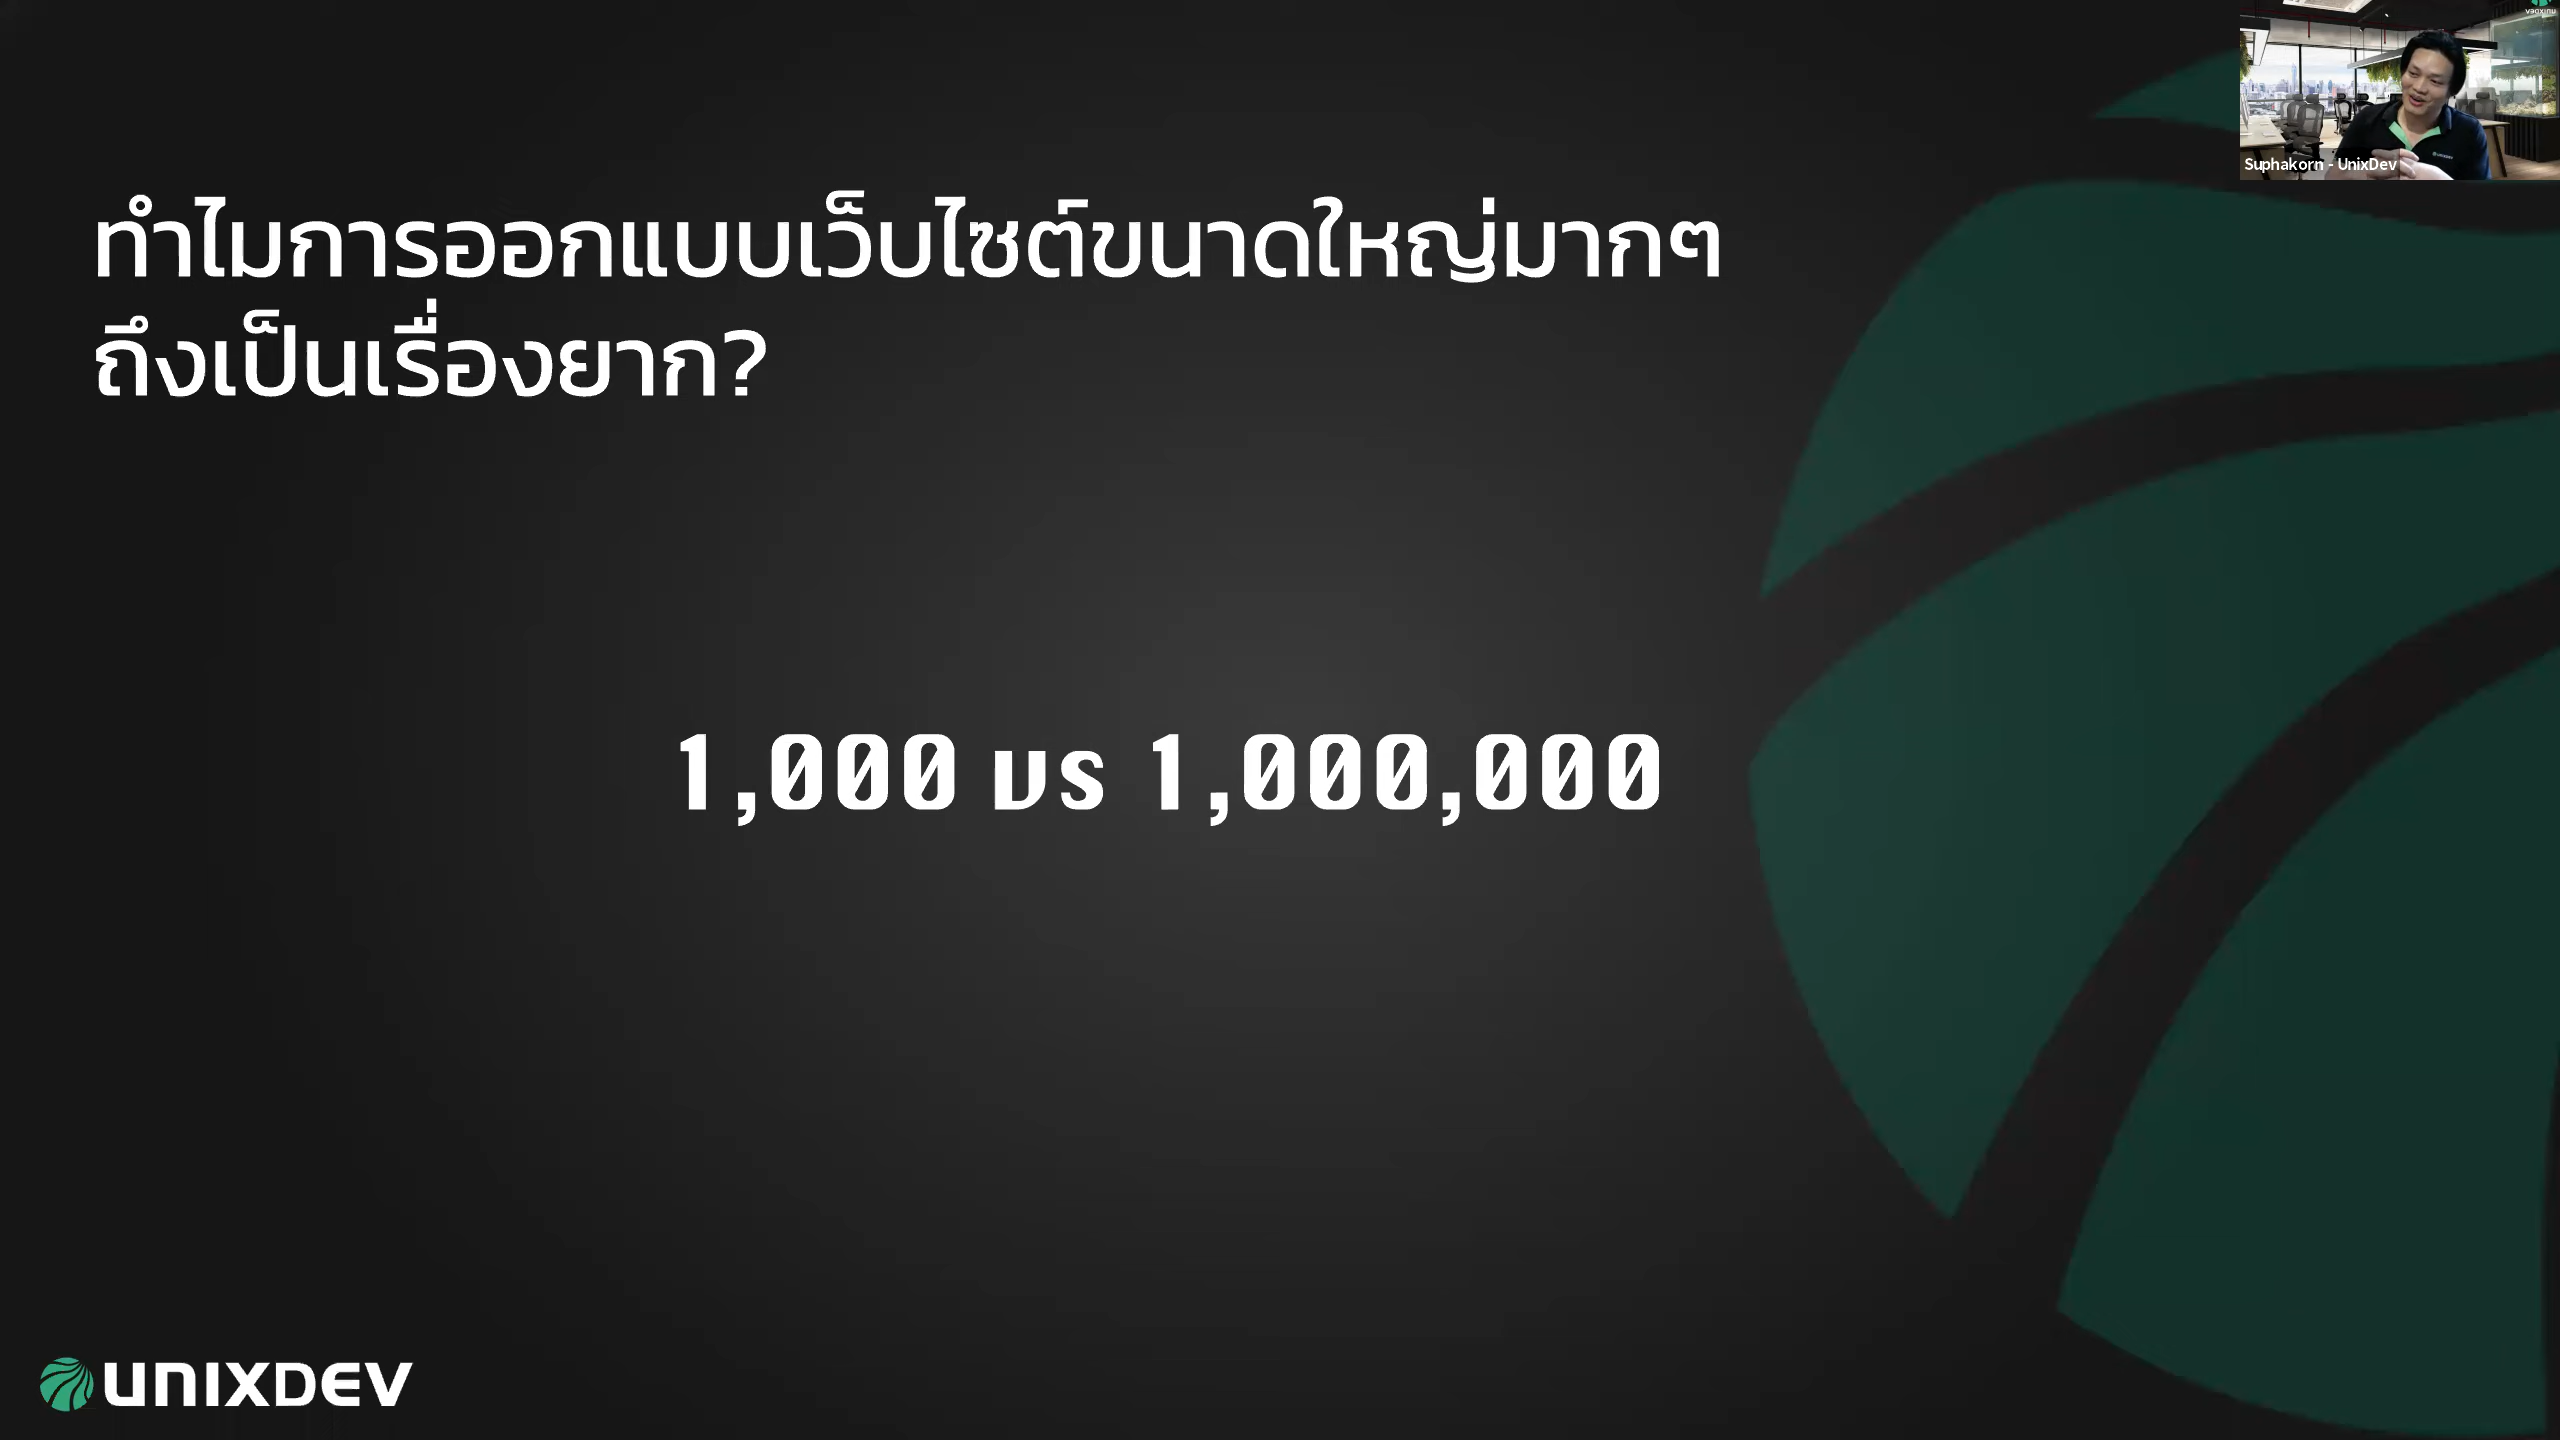 ทำไมการออกแบบเว็บไซต์ขนาดใหญ่มากๆ
ถึงเป็นเรื่องยาก?
1,000 vs 1,000,000
UNIXDEV
Suphakorn - UnixDev